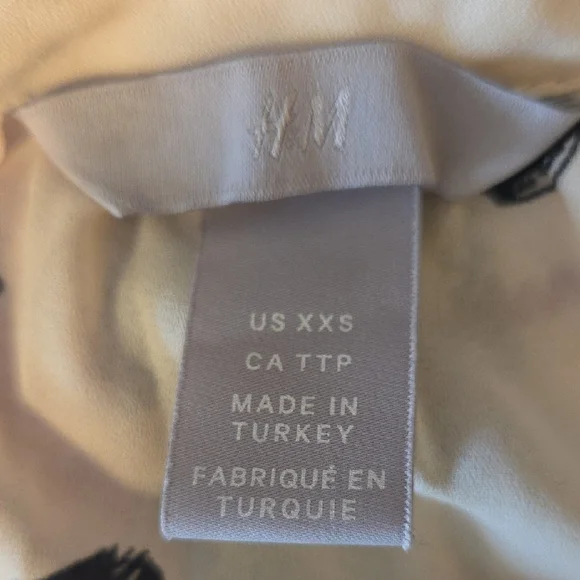 H&M
US XXS
CA TTP
MADE IN
TURKEY
FABRIQUÉ EN
TURQUIE